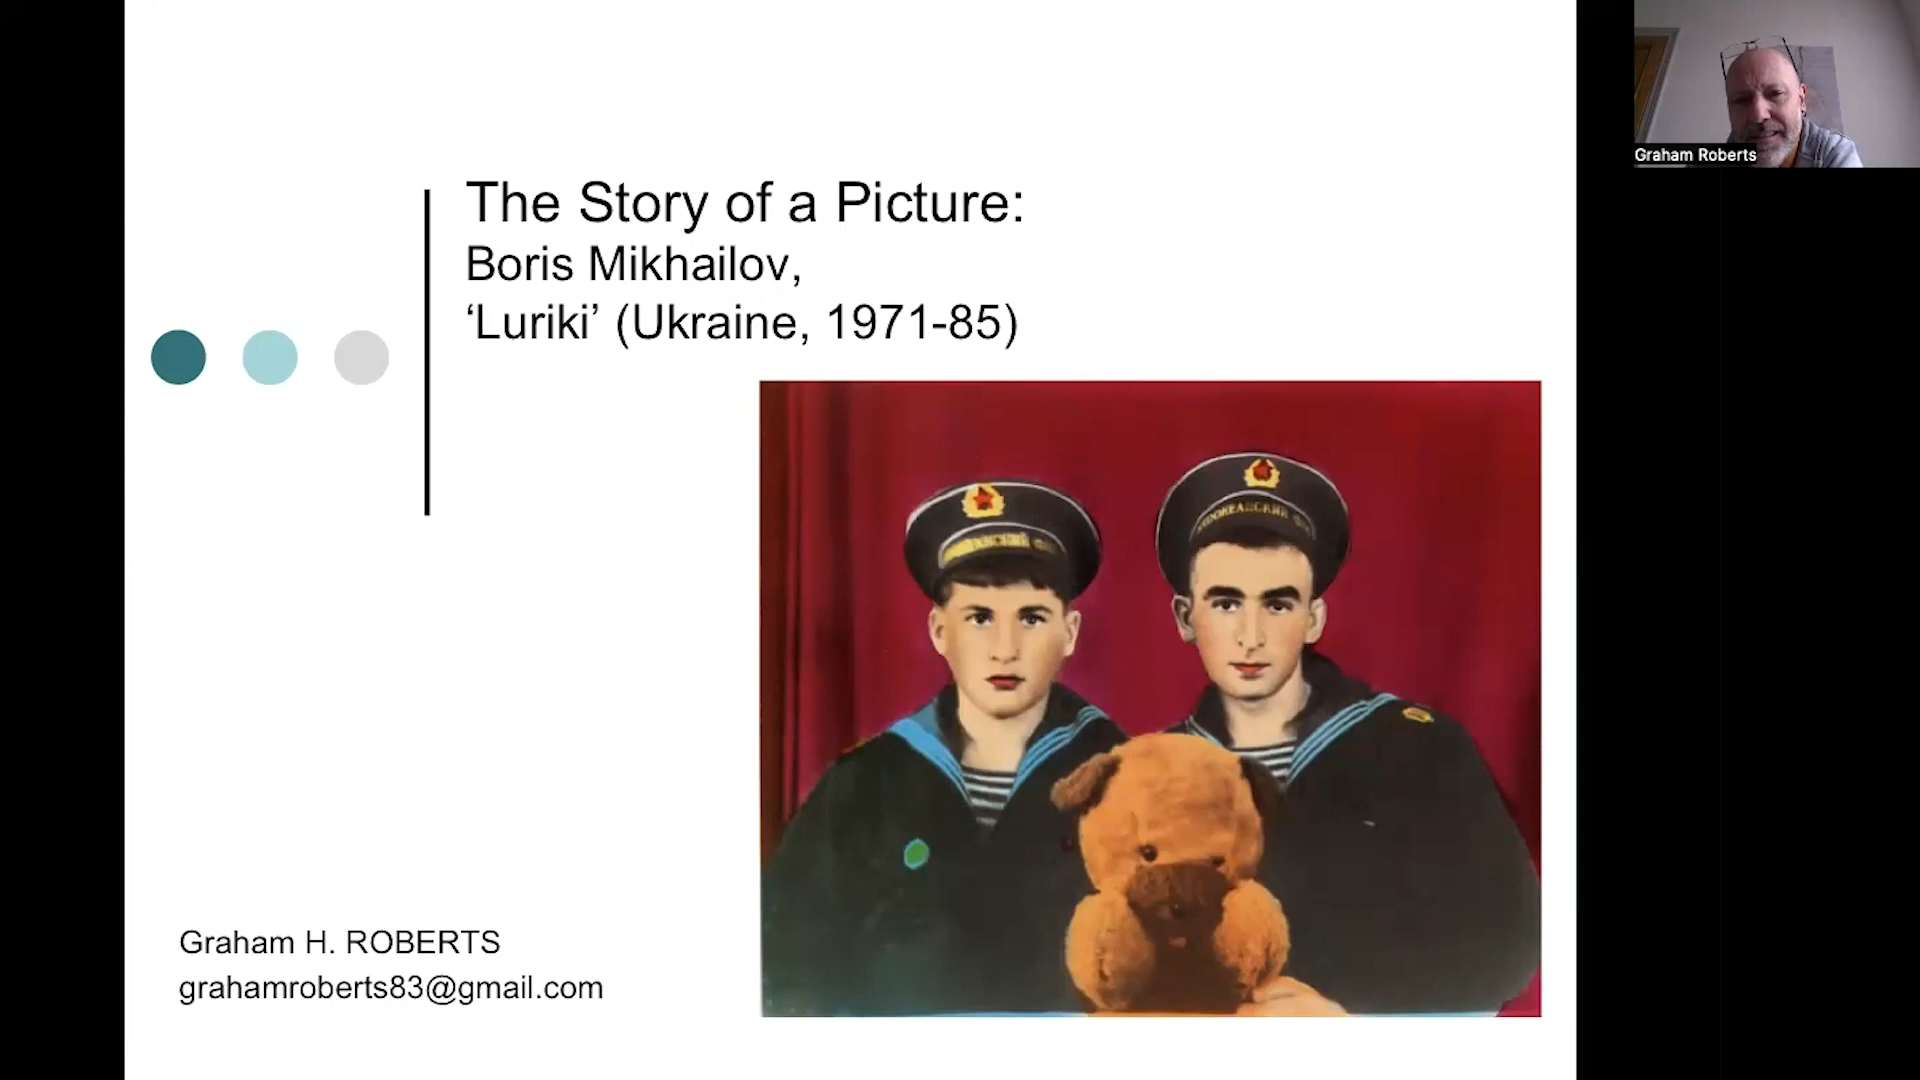 The Story of a Picture:
Boris Mikhailov,
‘Luriki’ (Ukraine, 1971-85)
Graham Roberts
Graham H. ROBERTS
grahamroberts83@gmail.com